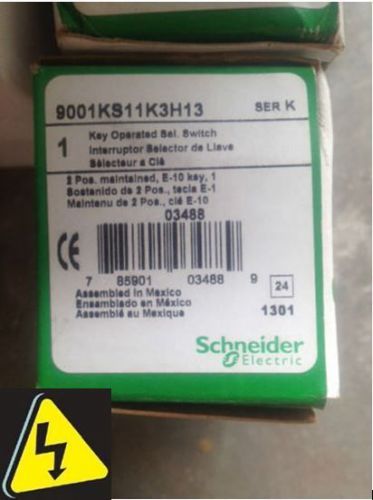 9001KS11K3H13 SER K
1 Key Operated Sel. Switch
Interruptor Selector de Llave
Sélecteur à Clé
2 Pos. maintained, E-10 key, 1
Sostenido de 2 Pos., tecla E-1
Maintenu de 2 Pos., clé E-10
03488
CE
7 85901 03488 9 24
Assembled in Mexico
Ensamblado en México
Assemblé au Mexique
1301
Schneider
Electric